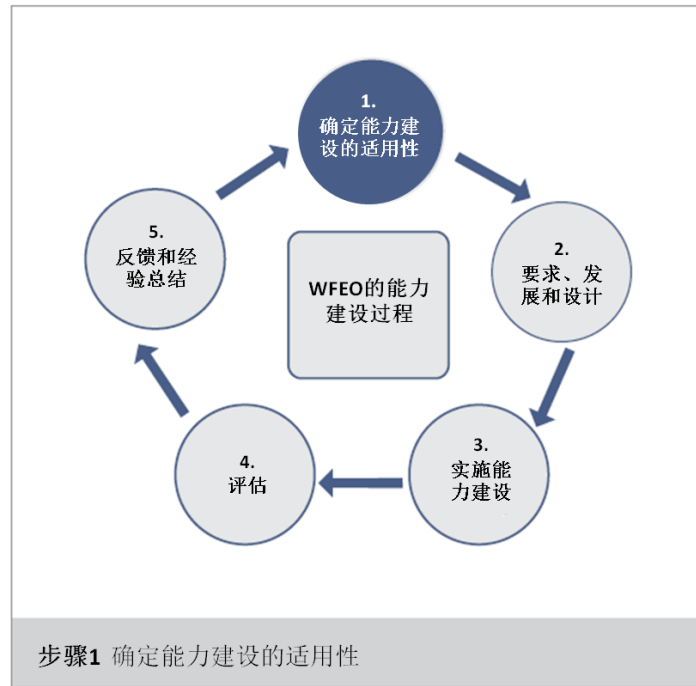 1.
确定能力建
设的适用性
2.
要求、发
展和设计
3.
实施能
力建设
4.
评估
5.
反馈和经
验总结
WFEO的能力
建设过程
步骤1 确定能力建设的适用性